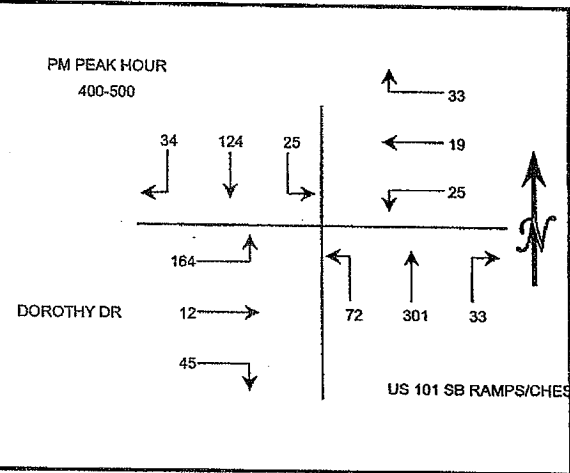 PM PEAK HOUR
400-500
33
34 124 25
19
25
164
N
DOROTHY DR
12
72 301 33
45
US 101 SB RAMPS/CHES